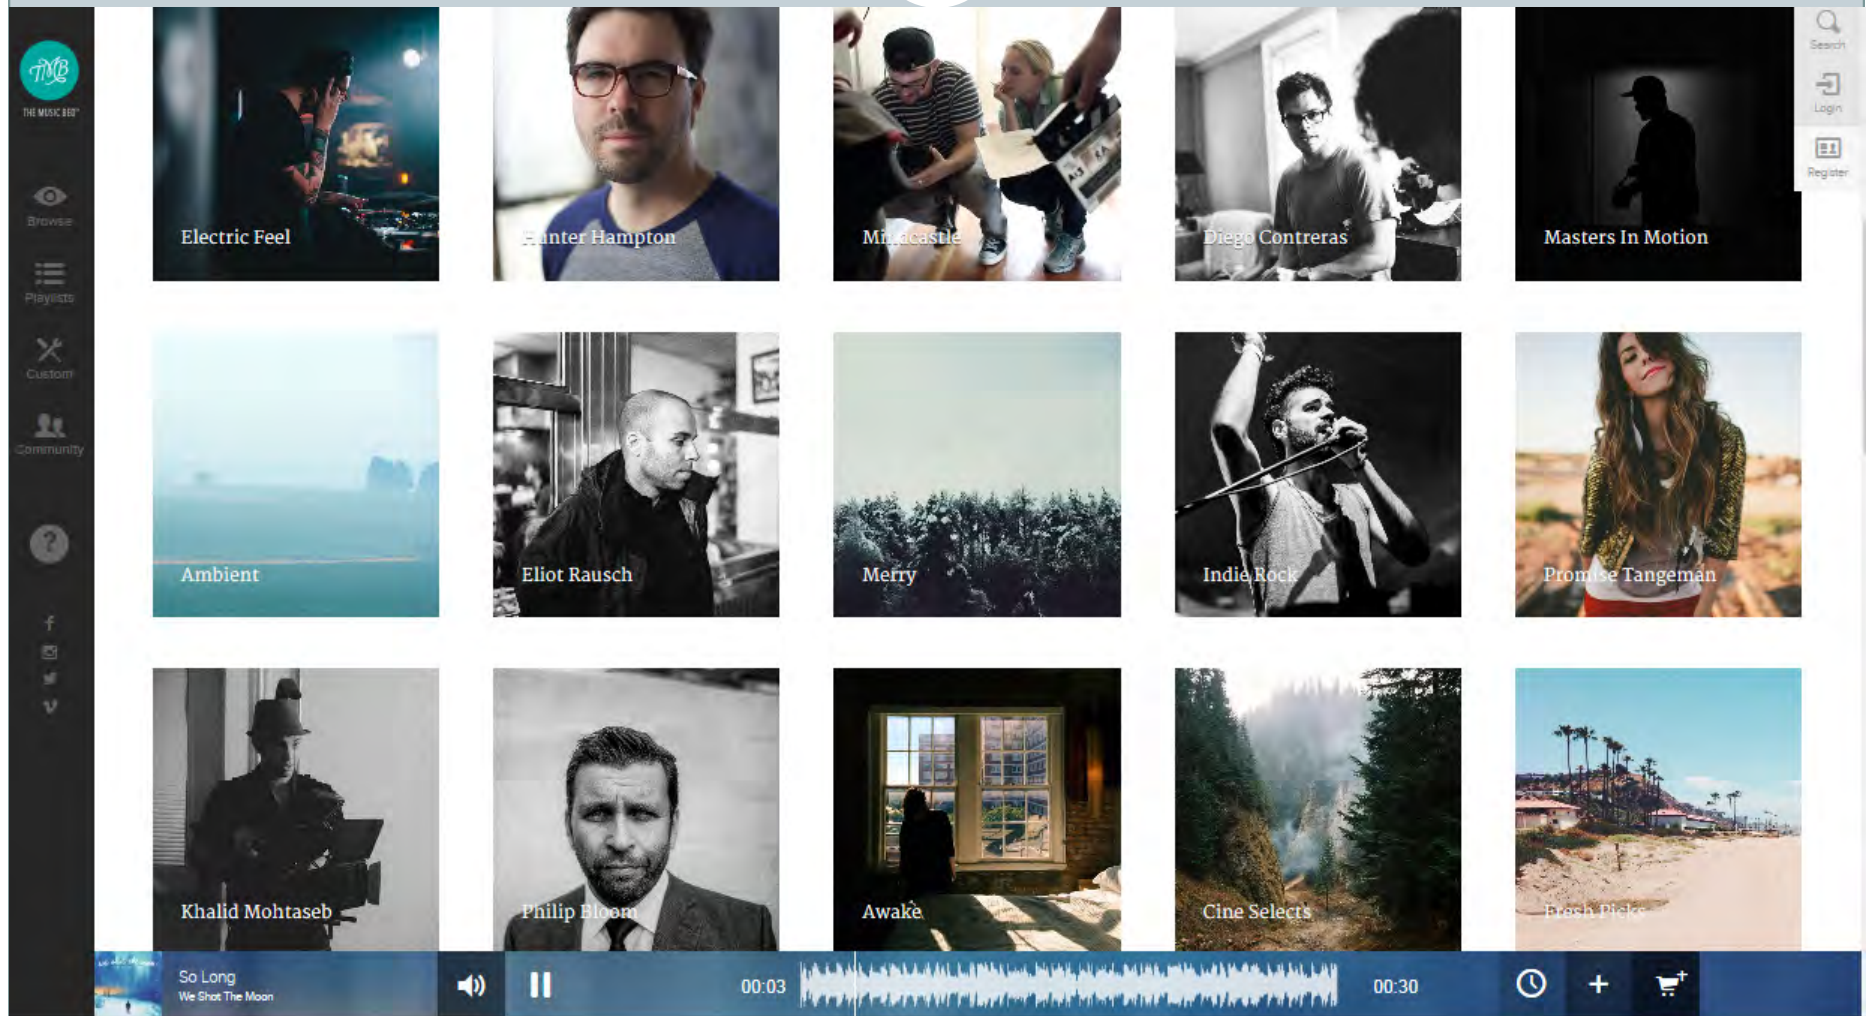 TMB
THE MUSIC BED
Browse
Playlists
Custom
Community
?
Search
Login
Register
Electric Feel
Hunter Hampton
Mindcastle
Diego Contreras
Masters In Motion
Ambient
Eliot Rausch
Merry
Indie Rock
Promise Tangeman
Khalid Mohtaseb
Philip Bloom
Awake
Cine Selects
Fresh Picks
So Long
We Shot The Moon
00:03
00:30